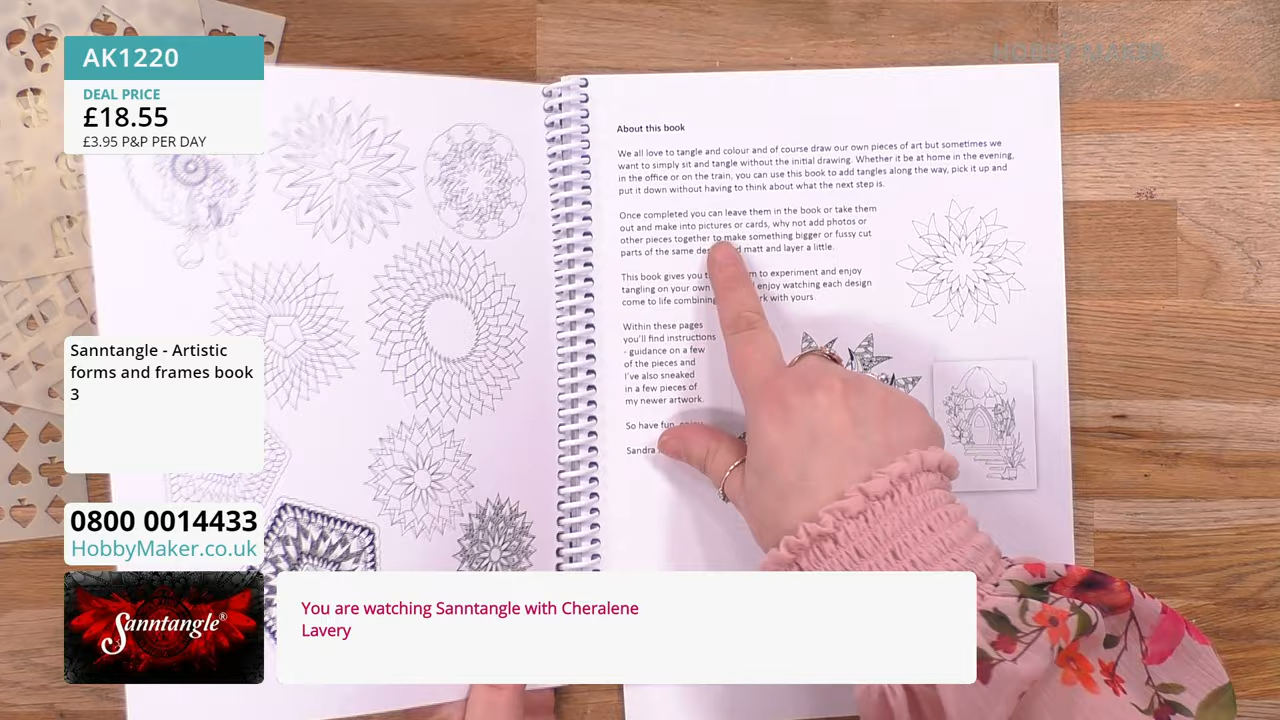 HOBBY MAKER
AK1220
DEAL PRICE
£18.55
£3.95 P&P PER DAY
Sanntangle - Artistic
forms and frames book
3
0800 0014433
HobbyMaker.co.uk
Sanntangle®
You are watching Sanntangle with Cheralene
Lavery
About this book
We all love to tangle and colour and of course draw our own pieces of art but sometimes we
want to simply sit and tangle without the initial drawing. Whether it be at home in the evening,
in the office or on the train, you can use this book to add tangles along the way, pick it up and
put it down without having to think about what the next step is.
Once completed you can leave them in the book or take them
out and make into pictures or cards, why not add photos or
other pieces together to make something bigger or fussy cut
parts of the same matt and layer a little.
This book gives you to experiment and enjoy
tangling on your own enjoy watching each design
come to life combining with yours
Within these pages
you'll find instructions
- guidance on a few
of the pieces and
I've also sneaked
in a few pieces of
my newer artwork.
So have fun
Sandra